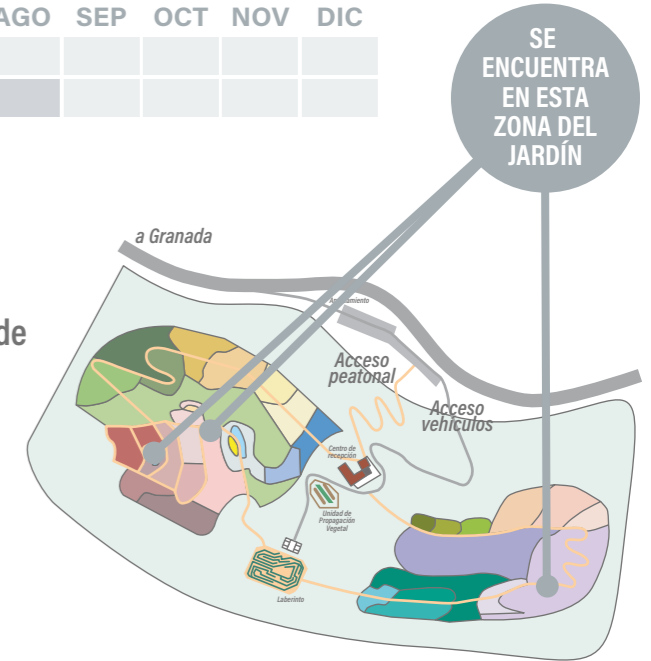 AGO SEP OCT NOV DIC
SE
ENCUENTRA
EN ESTA
ZONA DEL
JARDÍN
a Granada
de
Acceso
peatonal
Acceso
vehículos
Centro de
recepción
Unidad de
Propagación
Vegetal
Laberinto